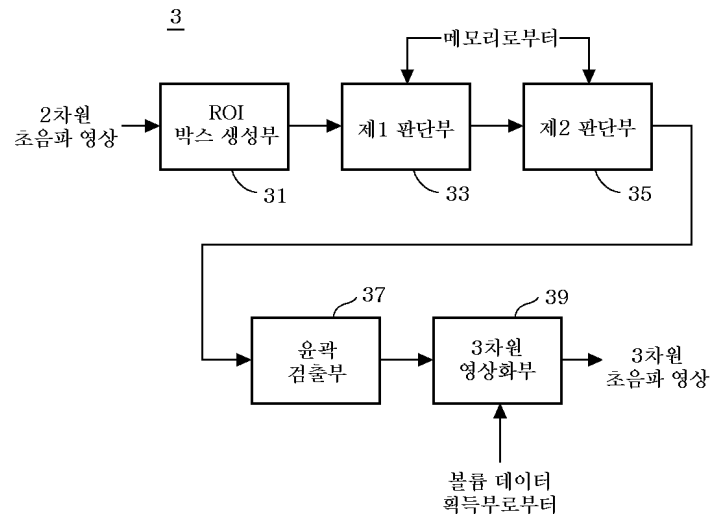 3
메모리로부터
2차원
초음파 영상
ROI
박스 생성부
제1 판단부
제2 판단부
31
33
35
37
39
윤곽
검출부
3차원
영상화부
3차원
초음파 영상
볼륨 데이터
획득부로부터